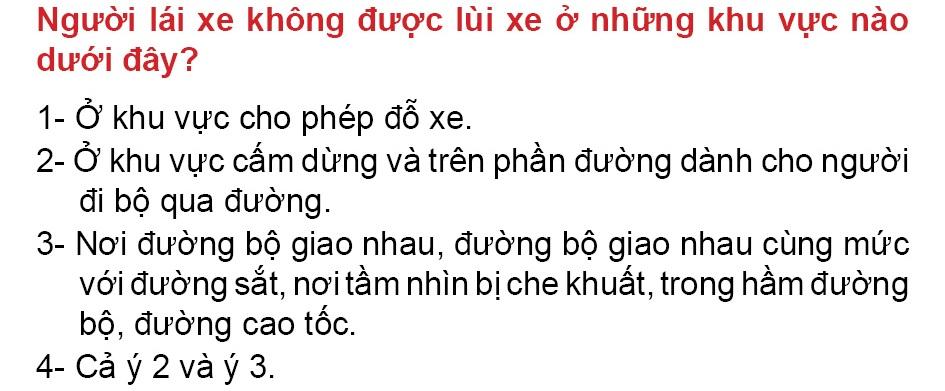 Người lái xe không được lùi xe ở những khu vực nào
dưới đây?
1- Ở khu vực cho phép đỗ xe.
2- Ở khu vực cấm dừng và trên phần đường dành cho người
đi bộ qua đường.
3- Nơi đường bộ giao nhau, đường bộ giao nhau cùng mức
với đường sắt, nơi tầm nhìn bị che khuất, trong hầm đường
bộ, đường cao tốc.
4- Cả ý 2 và ý 3.